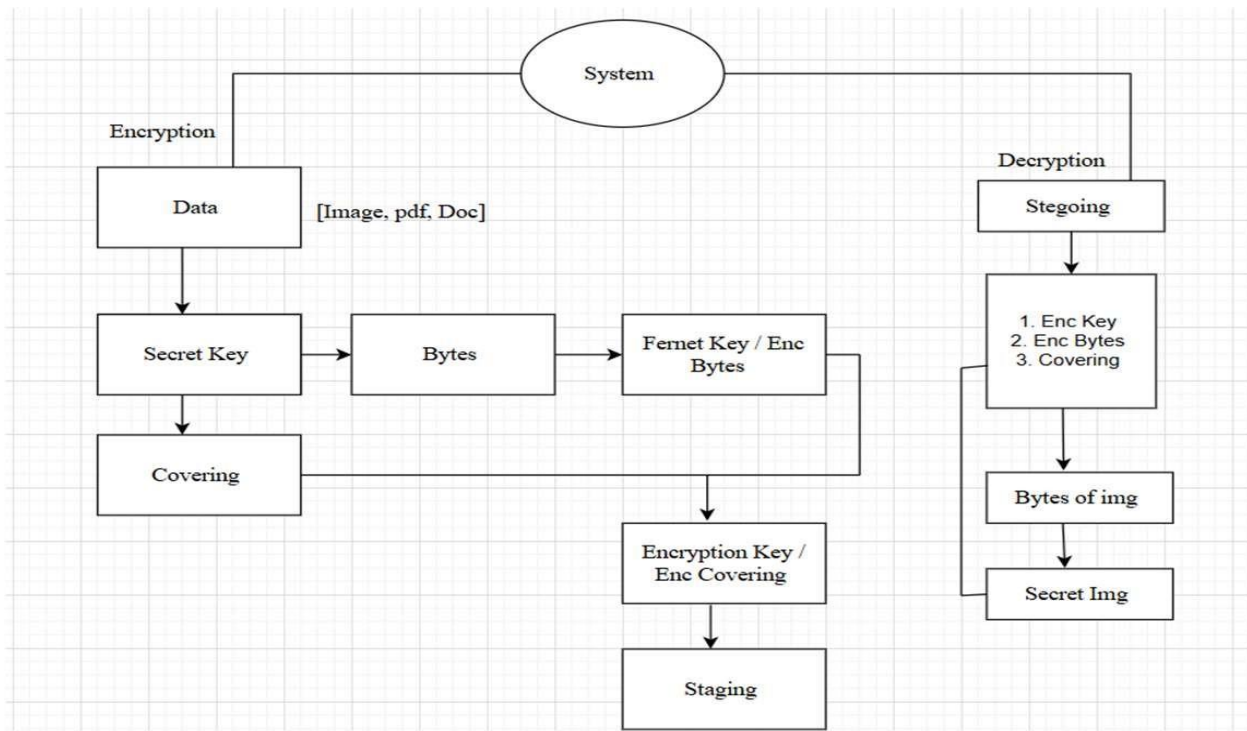 System
Encryption
Data
[Image, pdf, Doc]
Secret Key
Bytes
Fernet Key / Enc
Bytes
Covering
Encryption Key /
Enc Covering
Staging
Decryption
Stegoing
1. Enc Key
2. Enc Bytes
3. Covering
Bytes of img
Secret Img